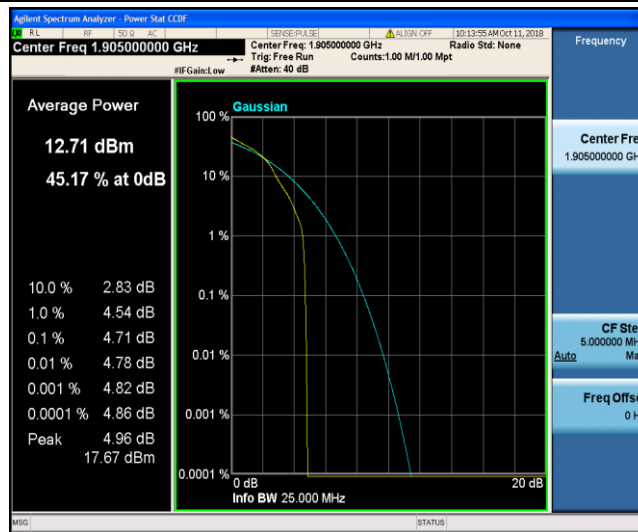 Agilent Spectrum Analyzer - Power Stat CCDF
RL RF 50 Ω AC SENSE:PULSE ALIGN OFF 10:13:55 AM Oct 11, 2018
Center Freq 1.905000000 GHz
Center Freq: 1.905000000 GHz Radio Std: None
Trig: Free Run Counts:1.00 M/1.00 Mpt
#IFGain:Low #Atten: 40 dB
Frequency
Average Power
12.71 dBm
45.17 % at 0dB
10.0 % 2.83 dB
1.0 % 4.54 dB
0.1 % 4.71 dB
0.01 % 4.78 dB
0.001 % 4.82 dB
0.0001 % 4.86 dB
Peak 4.96 dB
17.67 dBm
Gaussian
100 %
10 %
1 %
0.1 %
0.01 %
0.001 %
0.0001 %
0 dB 20 dB
Info BW 25.000 MHz
Center Fre
1.905000000 GH
CF Ste
5.000000 MH
Auto Ma
Freq Offse
0 H
MSG STATUS